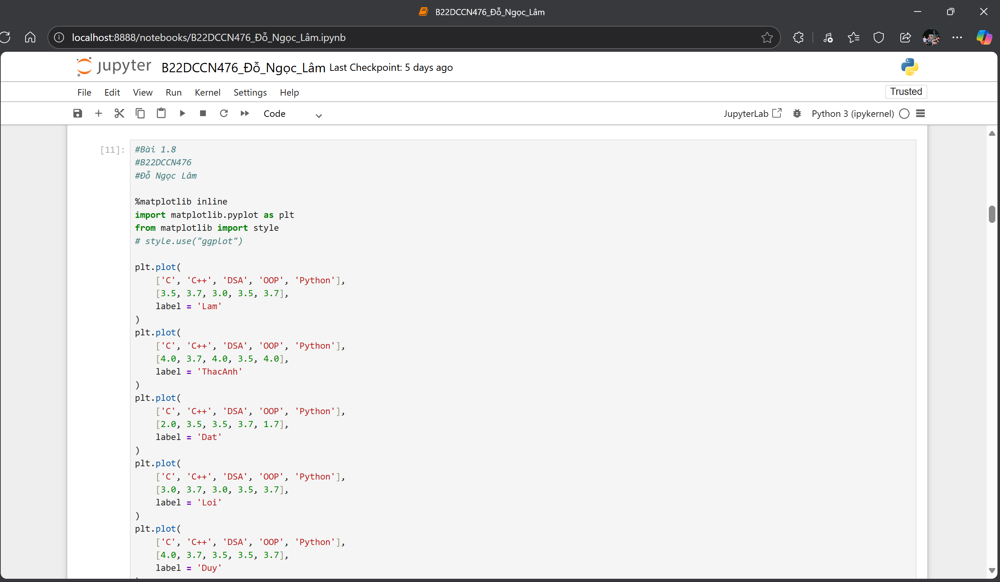 B22DCCN476_Đỗ_Ngọc_Lâm
localhost:8888/notebooks/B22DCCN476_Đỗ_Ngọc_Lâm.ipynb
jupyter B22DCCN476_Đỗ_Ngọc_Lâm Last Checkpoint: 5 days ago
File Edit View Run Kernel Settings Help Trusted
Code JupyterLab Python 3 (ipykernel)
[11]: #Bài 1.8
#B22DCCN476
#Đỗ Ngọc Lâm
%matplotlib inline
import matplotlib.pyplot as plt
from matplotlib import style
# style.use("ggplot")
plt.plot(
['C', 'C++', 'DSA', 'OOP', 'Python'],
[3.5, 3.7, 3.0, 3.5, 3.7],
label = 'Lam'
)
plt.plot(
['C', 'C++', 'DSA', 'OOP', 'Python'],
[4.0, 3.7, 4.0, 3.5, 4.0],
label = 'ThacAnh'
)
plt.plot(
['C', 'C++', 'DSA', 'OOP', 'Python'],
[2.0, 3.5, 3.5, 3.7, 1.7],
label = 'Dat'
)
plt.plot(
['C', 'C++', 'DSA', 'OOP', 'Python'],
[3.0, 3.7, 3.0, 3.5, 3.7],
label = 'Loi'
)
plt.plot(
['C', 'C++', 'DSA', 'OOP', 'Python'],
[4.0, 3.7, 3.5, 3.5, 3.7],
label = 'Duy'